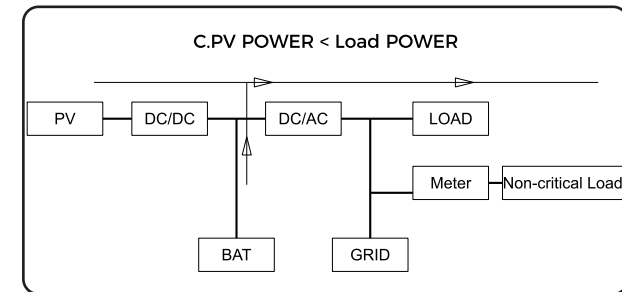 C.PV POWER < Load POWER
PV
DC/DC
DC/AC
LOAD
Meter
Non-critical Load
BAT
GRID